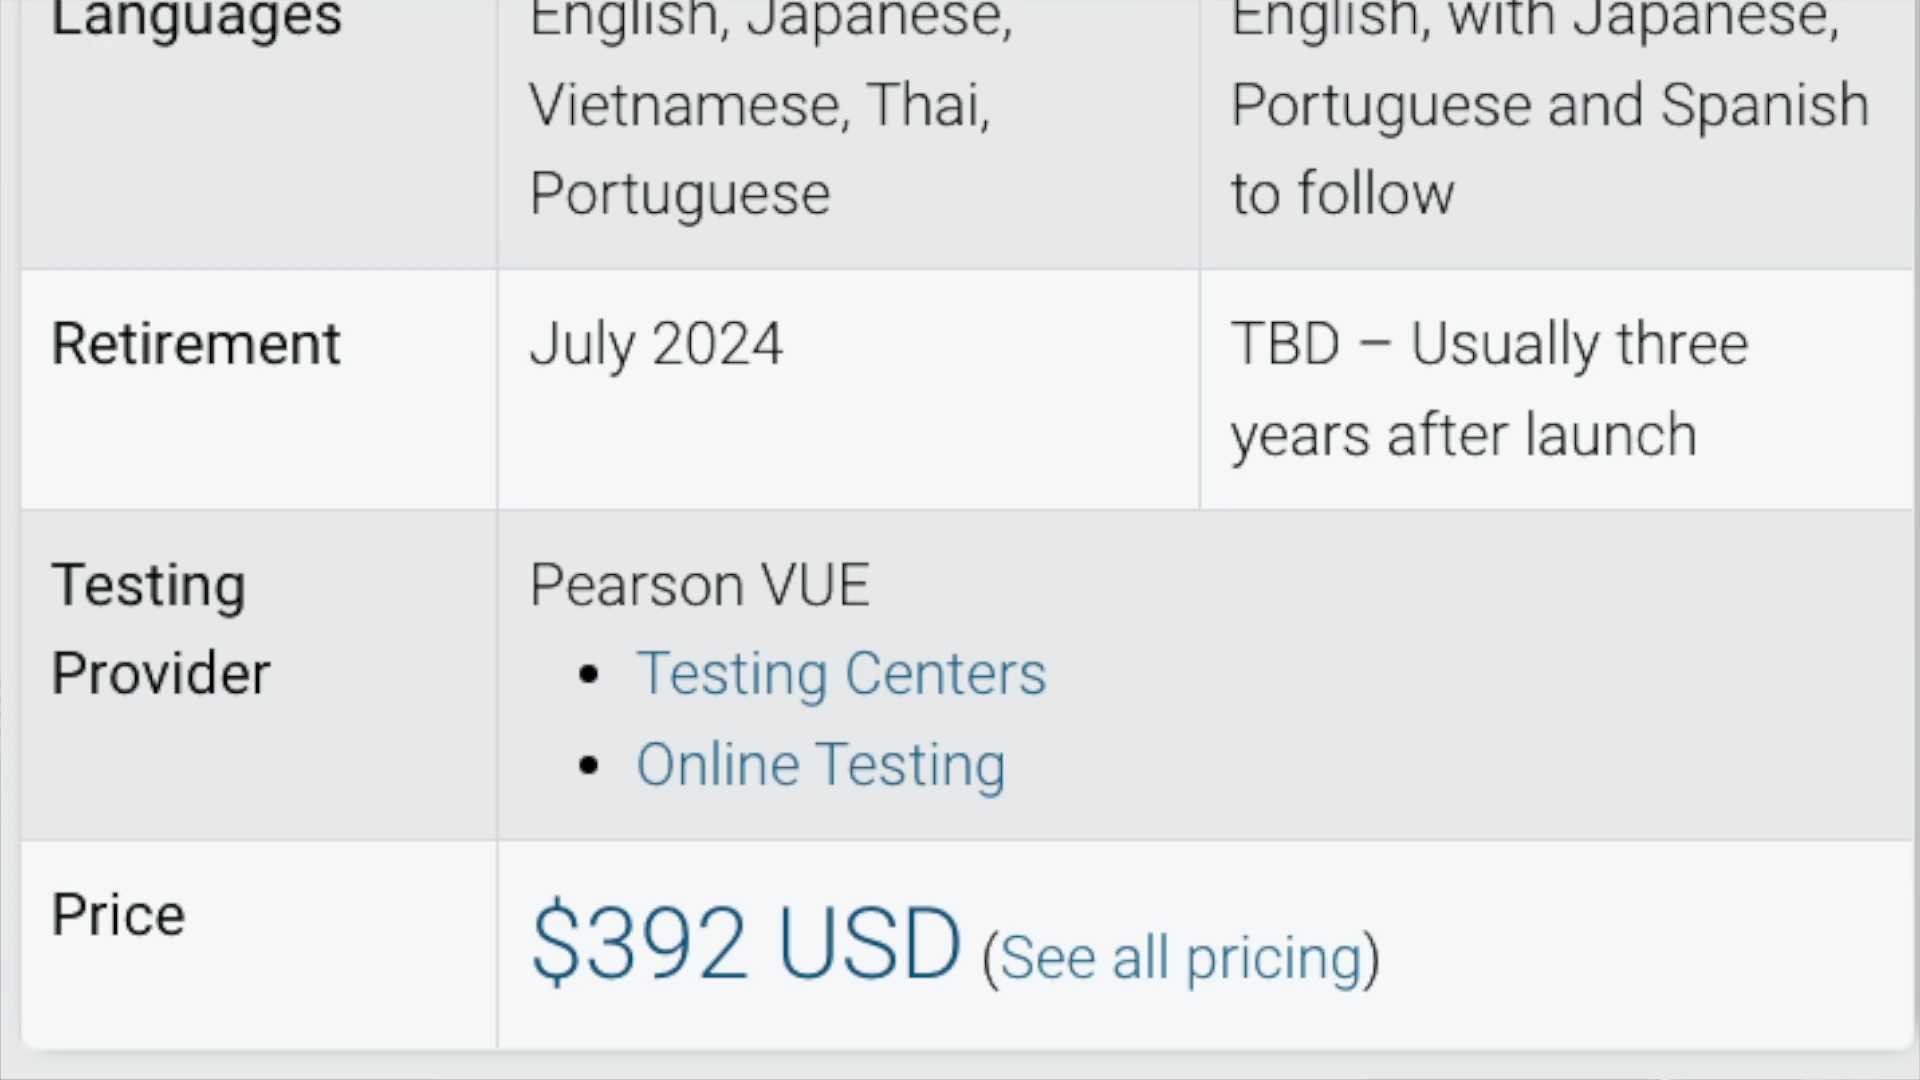 Languages
English, Japanese,
Vietnamese, Thai,
Portuguese
English, with Japanese,
Portuguese and Spanish
to follow
Retirement
July 2024
TBD – Usually three
years after launch
Testing
Provider
Pearson VUE
• Testing Centers
• Online Testing
Price
$392 USD (See all pricing)